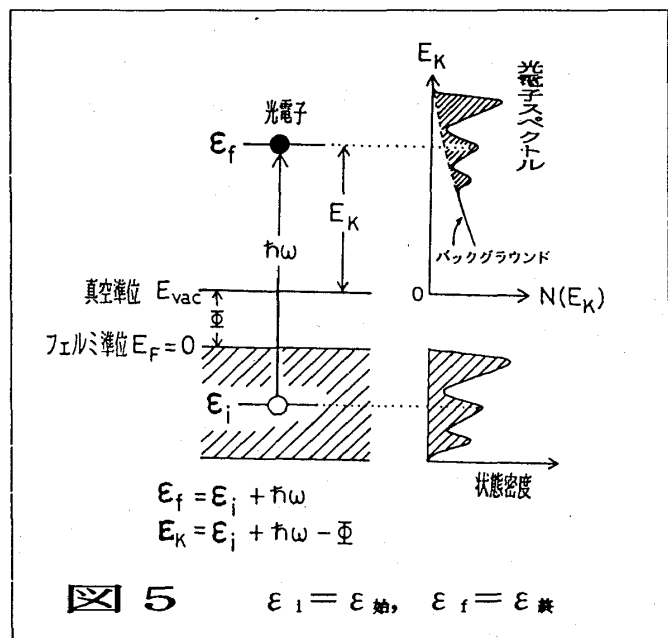 E_K
光電子スペクトル
光電子
ε_f
E_K
ħω
バックグラウンド
真空準位 E_vac
0
N(E_K)
Φ
フェルミ準位 E_F = 0
ε_i
状態密度
ε_f = ε_i + ħω
E_K = ε_i + ħω − Φ
図5 ε_i = ε_始, ε_f = ε_終